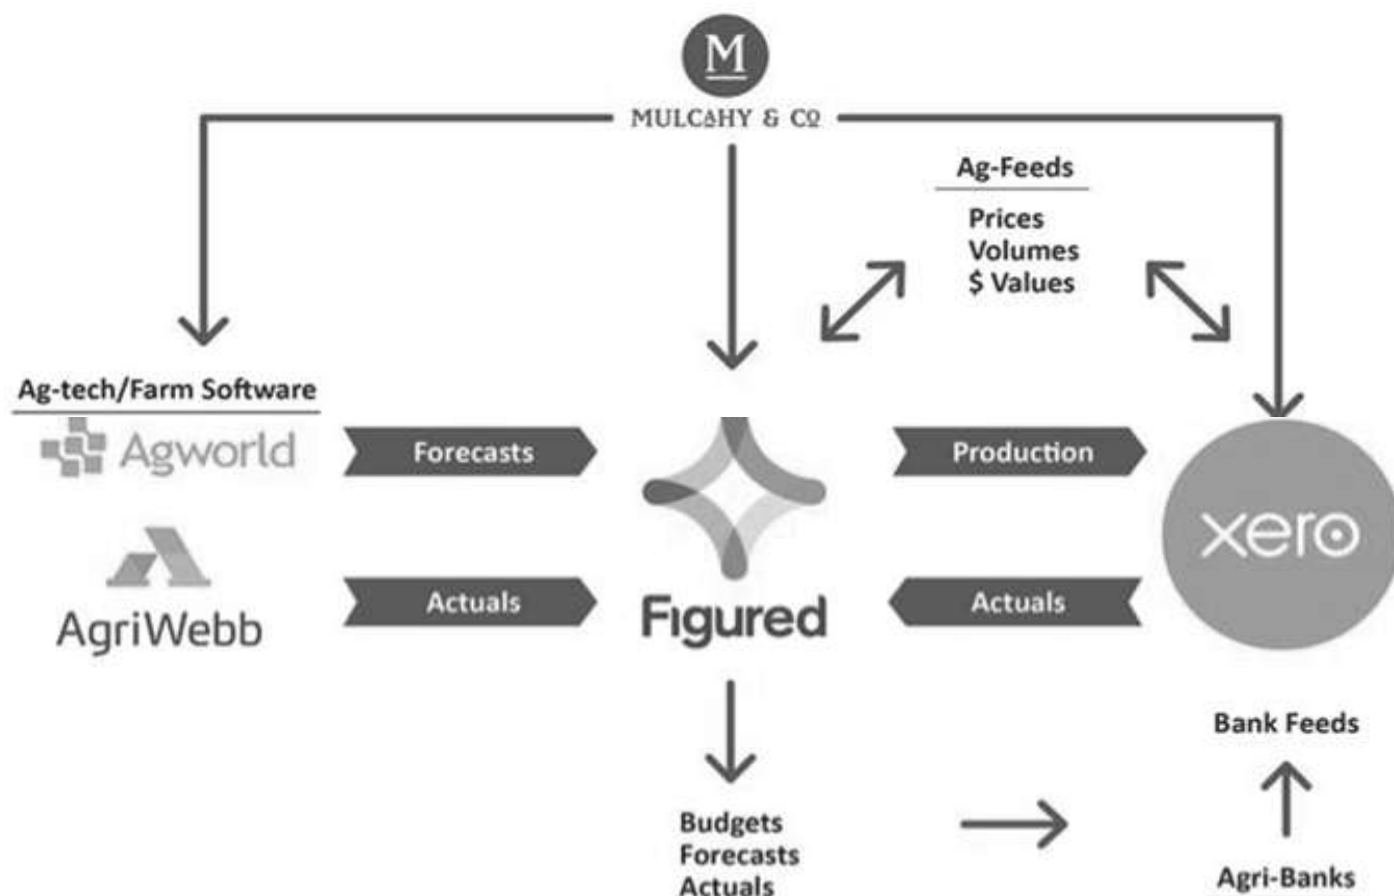 M
MULCAHY & CO
Ag-Feeds
Prices
Volumes
$ Values
Ag-tech/Farm Software
Agworld
Forecasts
Production
xero
AgriWebb
Actuals
Figured
Actuals
Bank Feeds
Budgets
Forecasts
Actuals
Agri-Banks